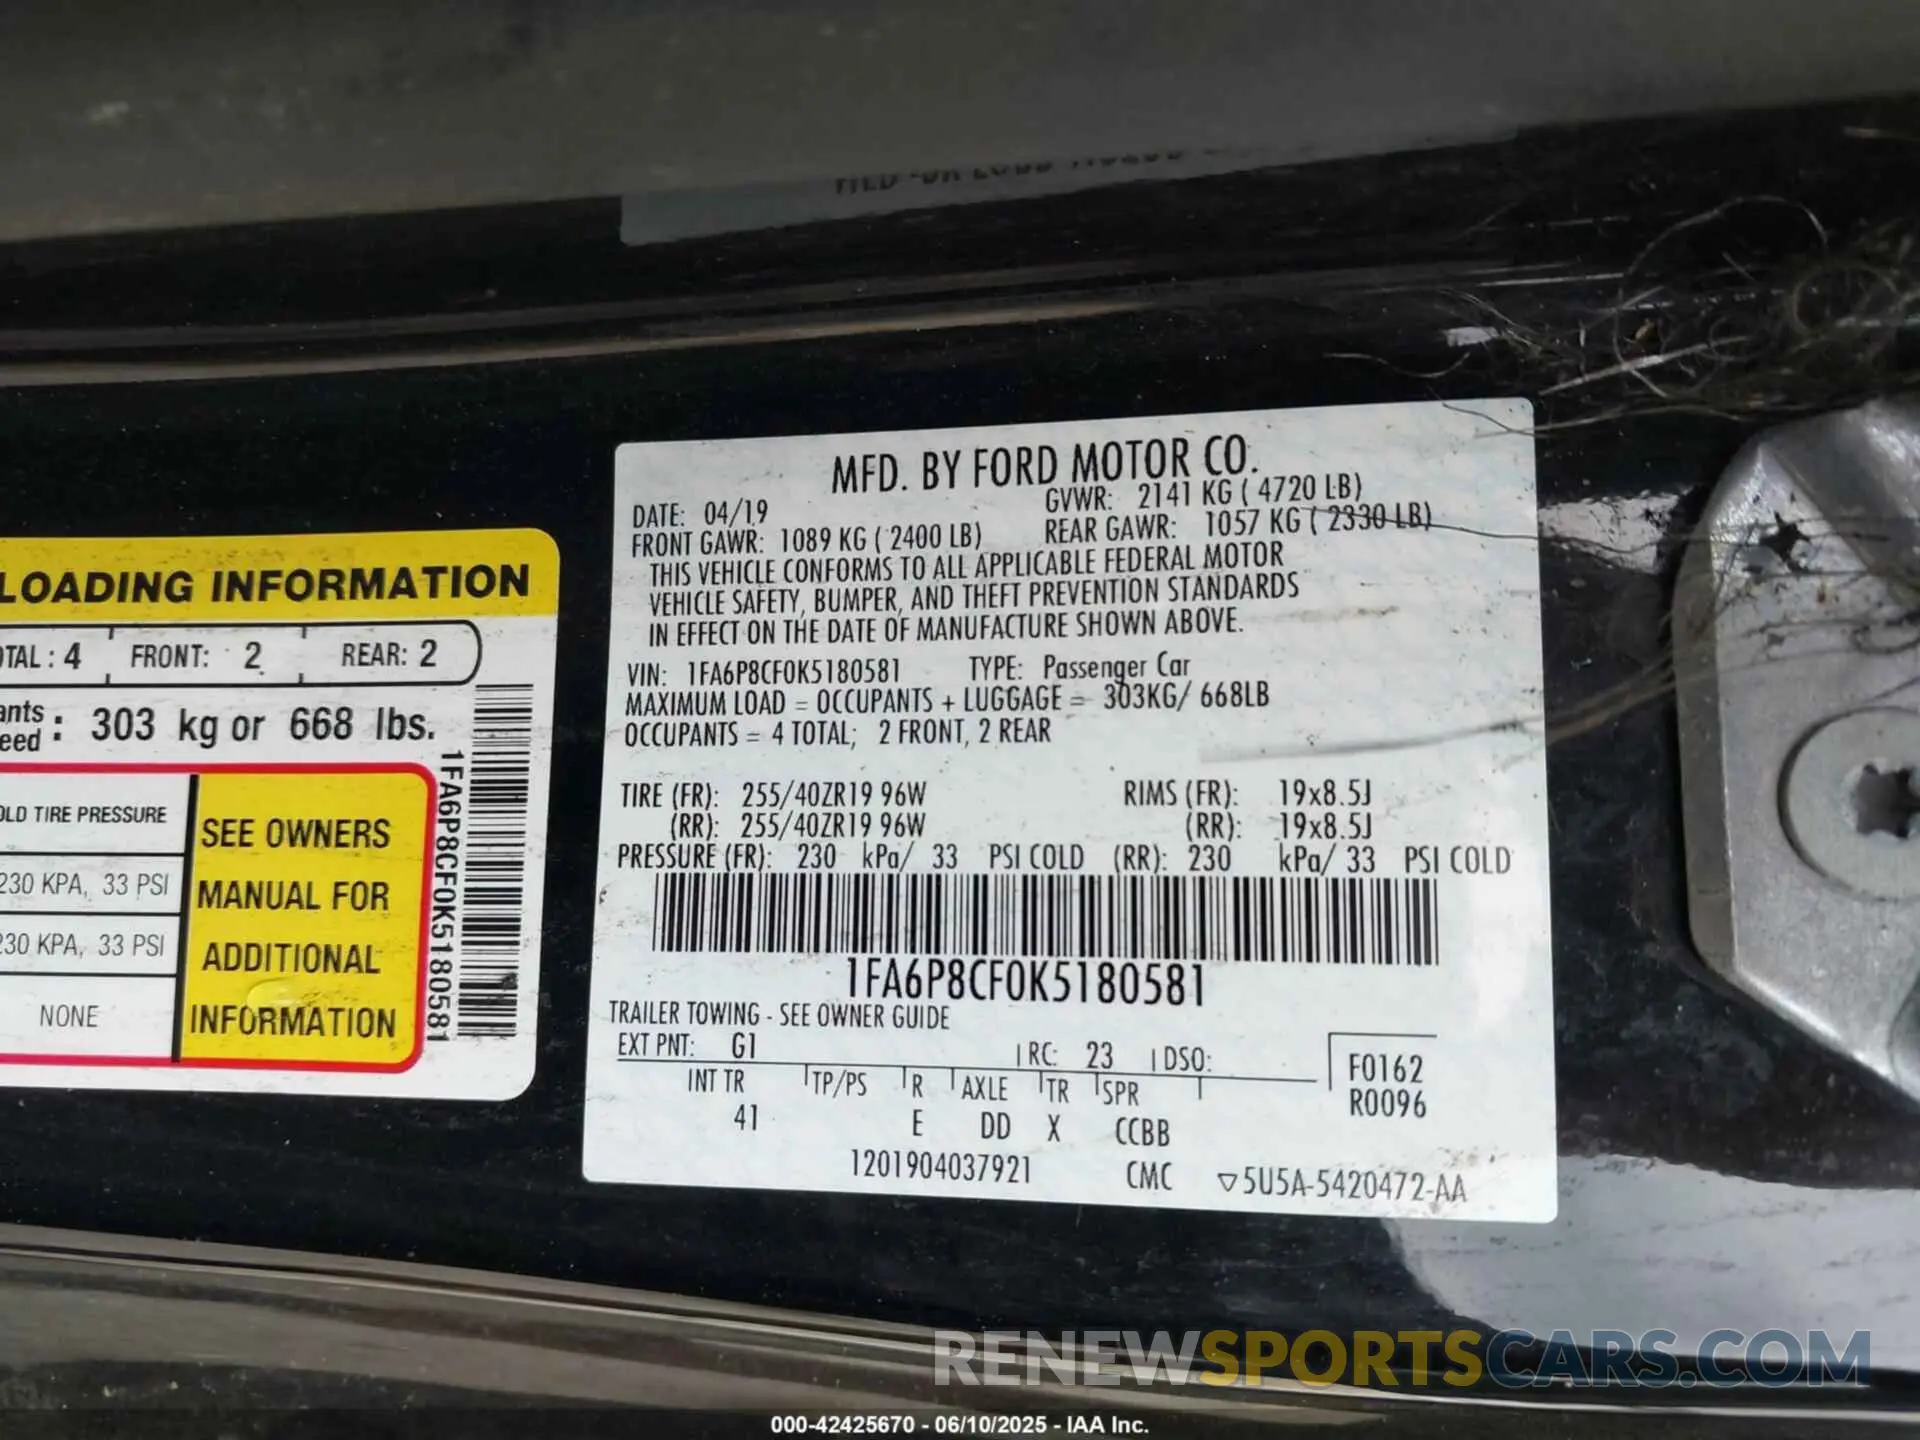 LOADING INFORMATION
TAL : 4 FRONT: 2 REAR: 2
303 kg or 668 lbs.
TIRE PRESSURE
230 KPA, 33 PSI
230 KPA, 33 PSI
NONE
SEE OWNERS
MANUAL FOR
ADDITIONAL
INFORMATION
1FA6P8CF0K5180581
MFD. BY FORD MOTOR CO.
DATE: 04/19 GVWR: 2141 KG ( 4720 LB)
FRONT GAWR: 1089 KG ( 2400 LB) REAR GAWR: 1057 KG ( 2330 LB)
THIS VEHICLE CONFORMS TO ALL APPLICABLE FEDERAL MOTOR
VEHICLE SAFETY, BUMPER, AND THEFT PREVENTION STANDARDS
IN EFFECT ON THE DATE OF MANUFACTURE SHOWN ABOVE.
VIN: 1FA6P8CF0K5180581 TYPE: Passenger Car
MAXIMUM LOAD = OCCUPANTS + LUGGAGE = 303KG/ 668LB
OCCUPANTS = 4 TOTAL; 2 FRONT, 2 REAR
TIRE (FR): 255/40ZR19 96W RIMS (FR): 19x8.5J
(RR): 255/40ZR19 96W (RR): 19x8.5J
PRESSURE (FR): 230 kPa/ 33 PSI COLD (RR): 230 kPa/ 33 PSI COLD
1FA6P8CF0K5180581
TRAILER TOWING - SEE OWNER GUIDE
EXT PNT: G1 RC: 23 DSO:
INT TR TP/PS R AXLE TR SPR
41 E DD X CCBB
F0162
R0096
1201904037921 CMC ▽5U5A-5420472-AA
RENEWSPORTSCARS.COM
000-42425670 - 06/10/2025 - IAA Inc.